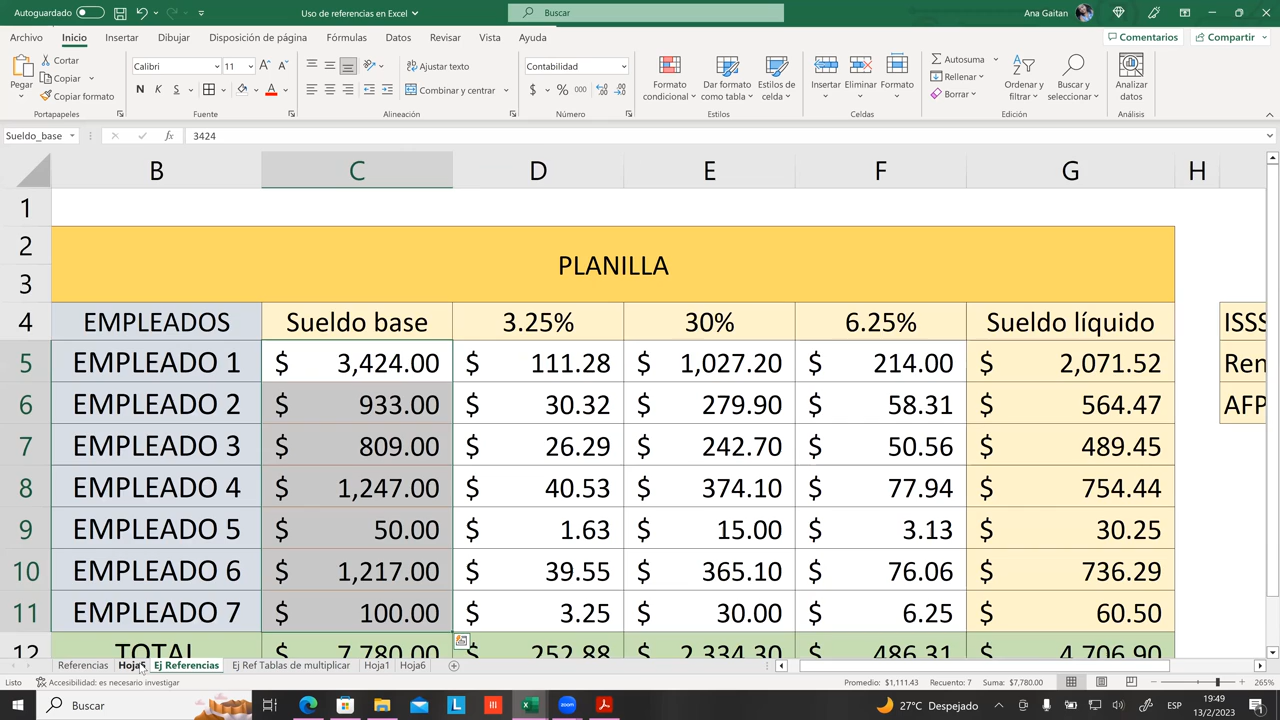 Autoguardado
Uso de referencias en Excel
Buscar
Ana Gaitan
Archivo Inicio Insertar Dibujar Disposición de página Fórmulas Datos Revisar Vista Ayuda
Comentarios Compartir
Pegar
Cortar
Copiar
Copiar formato
Portapapeles
Calibri 11
N K S
Fuente
Ajustar texto
Combinar y centrar
Alineación
Contabilidad
$ % 000
Número
Formato condicional
Dar formato como tabla
Estilos de celda
Estilos
Insertar Eliminar Formato
Celdas
Autosuma
Rellenar
Borrar
Ordenar y filtrar
Buscar y seleccionar
Edición
Analizar datos
Análisis
Sueldo_base fx 3424
B C D E F G H
1
2
PLANILLA
3
4 EMPLEADOS Sueldo base 3.25% 30% 6.25% Sueldo líquido ISSS
5 EMPLEADO 1 $ 3,424.00 $ 111.28 $ 1,027.20 $ 214.00 $ 2,071.52 Ren
6 EMPLEADO 2 $ 933.00 $ 30.32 $ 279.90 $ 58.31 $ 564.47 AFP
7 EMPLEADO 3 $ 809.00 $ 26.29 $ 242.70 $ 50.56 $ 489.45
8 EMPLEADO 4 $ 1,247.00 $ 40.53 $ 374.10 $ 77.94 $ 754.44
9 EMPLEADO 5 $ 50.00 $ 1.63 $ 15.00 $ 3.13 $ 30.25
10 EMPLEADO 6 $ 1,217.00 $ 39.55 $ 365.10 $ 76.06 $ 736.29
11 EMPLEADO 7 $ 100.00 $ 3.25 $ 30.00 $ 6.25 $ 60.50
12 TOTAL $ 7,780.00 $ 252.88 $ 2,334.30 $ 486.31 $ 4,706.90
Referencias Hoja5 Ej Referencias Ej Ref Tablas de multiplicar Hoja1 Hoja6
Listo Accesibilidad: es necesario investigar Promedio: $1,111.43 Recuento: 7 Suma: $7,780.00 265%
Buscar
27°C Despejado ESP 19:49
13/2/2023